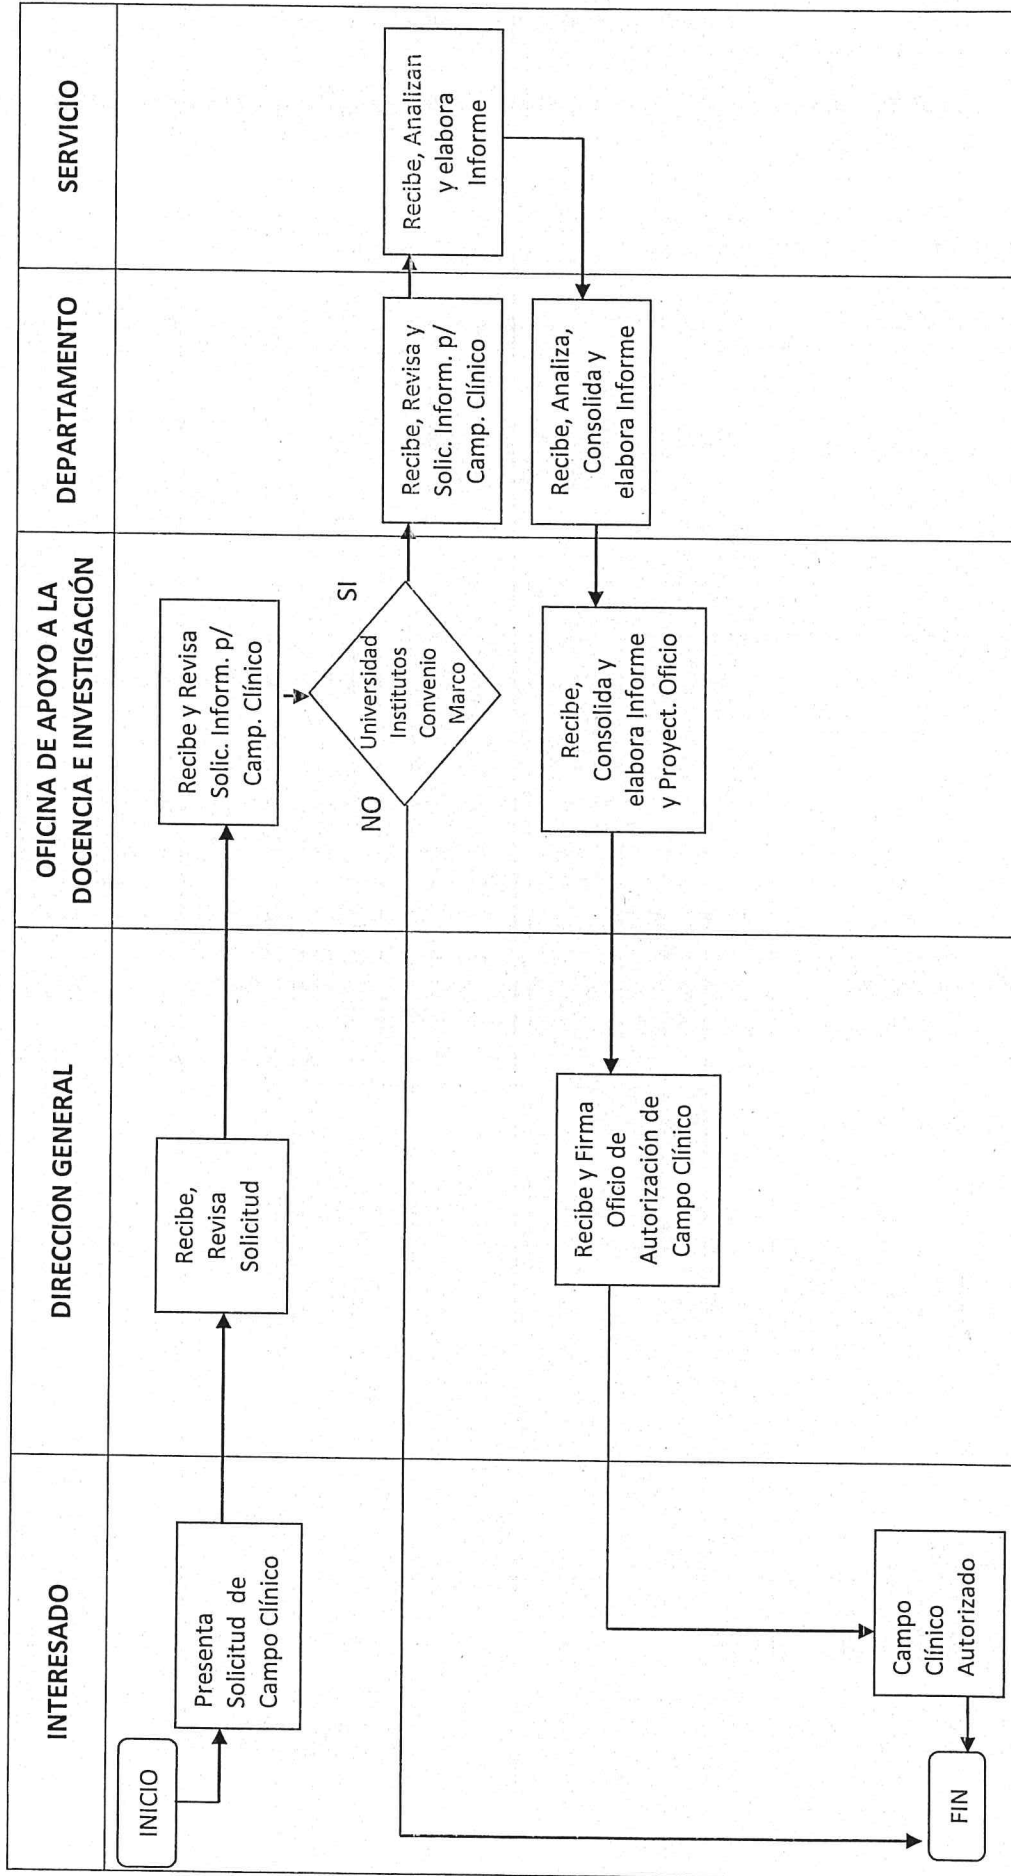 INTERESADO
DIRECCION GENERAL
OFICINA DE APOYO A LA
DOCENCIA E INVESTIGACIÓN
DEPARTAMENTO
SERVICIO
INICIO
Presenta
Solicitud de
Campo Clínico
Recibe,
Revisa
Solicitud
Recibe y Revisa
Solic. Inform. p/
Camp. Clínico
Universidad
Institutos
Convenio
Marco
NO
SI
Recibe, Revisa y
Solic. Inform. p/
Camp. Clínico
Recibe, Analizan
y elabora
Informe
Recibe, Analiza,
Consolida y
elabora Informe
Recibe,
Consolida y
elabora Informe
y Proyect. Oficio
Recibe y Firma
Oficio de
Autorización de
Campo Clínico
Campo
Clínico
Autorizado
FIN